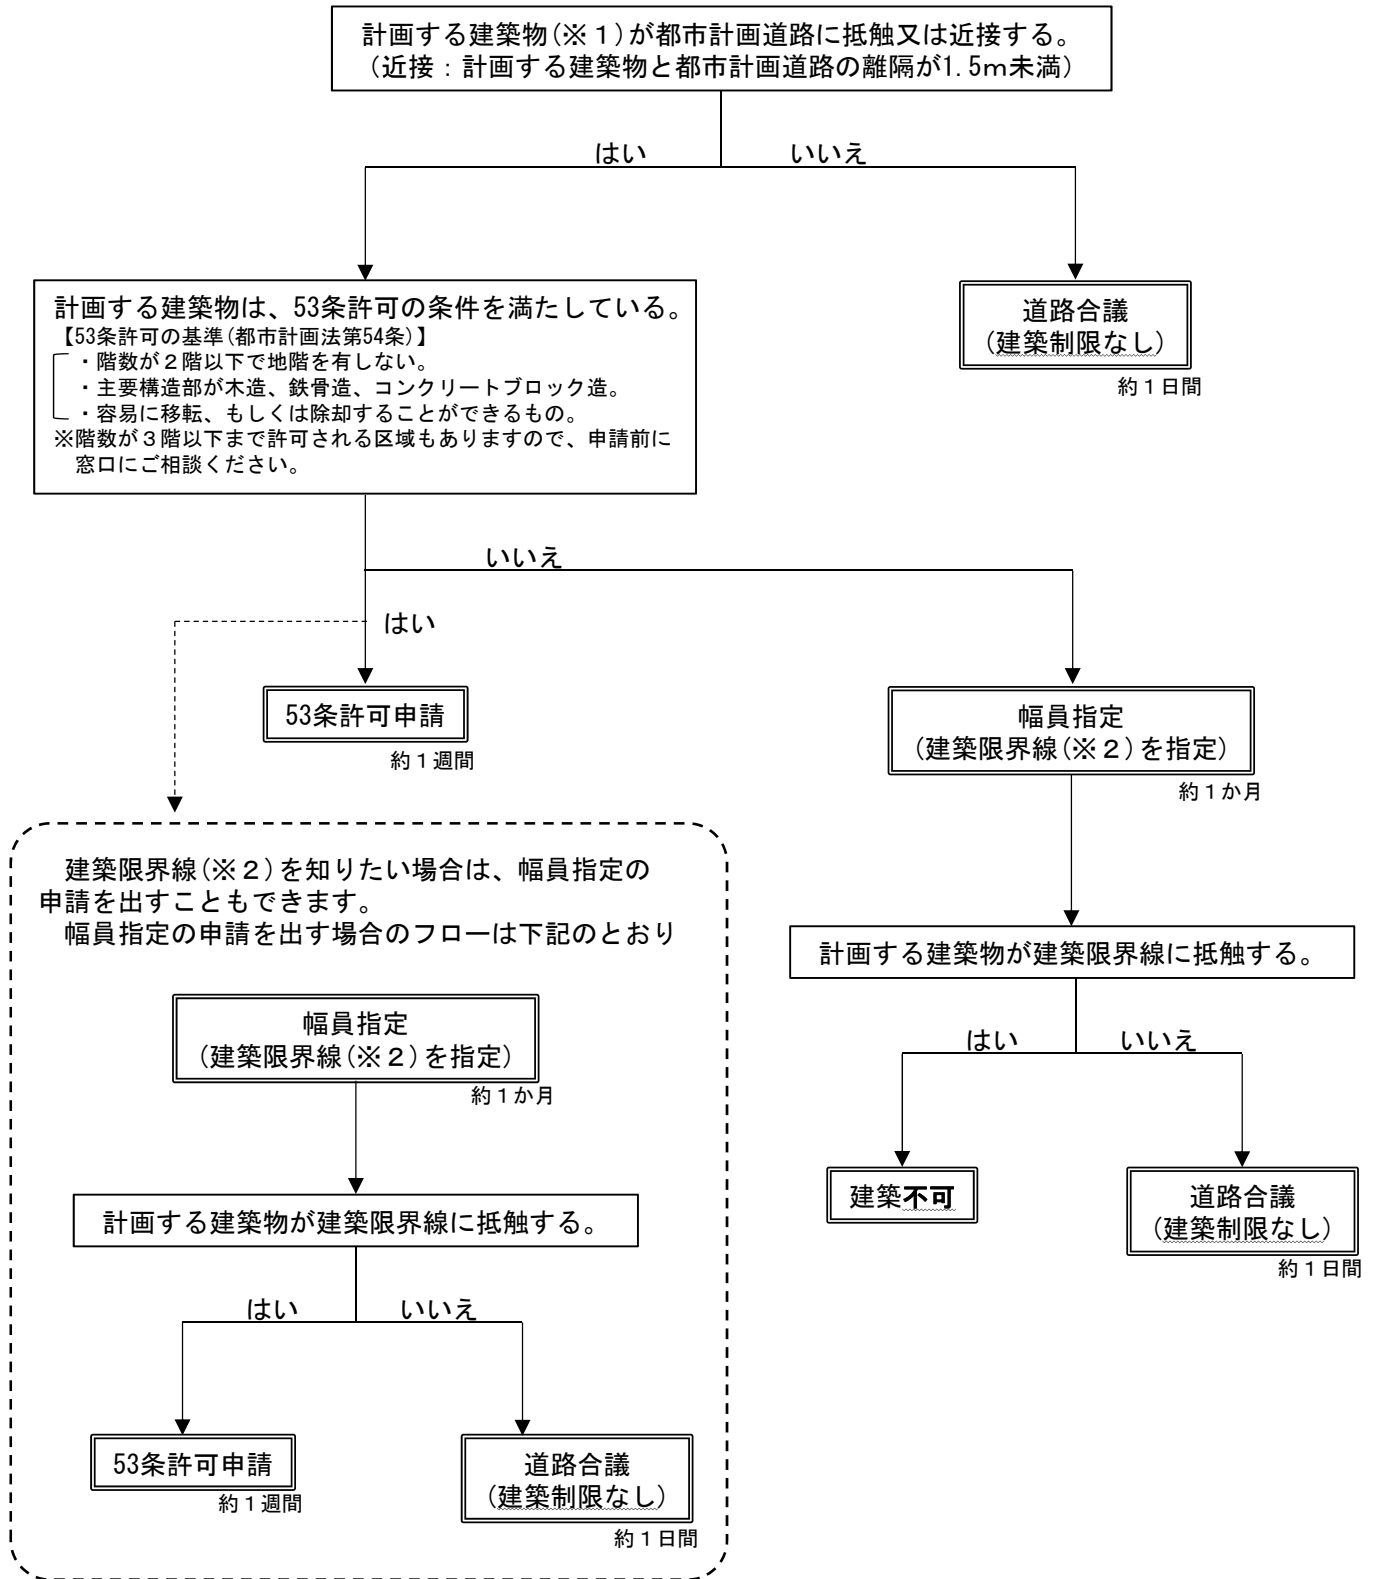 計画する建築物(※1)が都市計画道路に抵触又は近接する。
(近接：計画する建築物と都市計画道路の離隔が1.5m未満)
はい
いいえ
計画する建築物は、53条許可の条件を満たしている。
【53条許可の基準(都市計画法第54条)】
・階数が２階以下で地階を有しない。
・主要構造部が木造、鉄骨造、コンクリートブロック造。
・容易に移転、もしくは除却することができるもの。
※階数が３階以下まで許可される区域もありますので、申請前に
窓口にご相談ください。
道路合議
(建築制限なし)
約１日間
いいえ
はい
53条許可申請
約１週間
幅員指定
(建築限界線(※２)を指定)
約１か月
建築限界線(※２)を知りたい場合は、幅員指定の
申請を出すこともできます。
幅員指定の申請を出す場合のフローは下記のとおり
幅員指定
(建築限界線(※２)を指定)
約１か月
計画する建築物が建築限界線に抵触する。
はい
いいえ
53条許可申請
約１週間
道路合議
(建築制限なし)
約１日間
計画する建築物が建築限界線に抵触する。
はい
いいえ
建築不可
道路合議
(建築制限なし)
約１日間